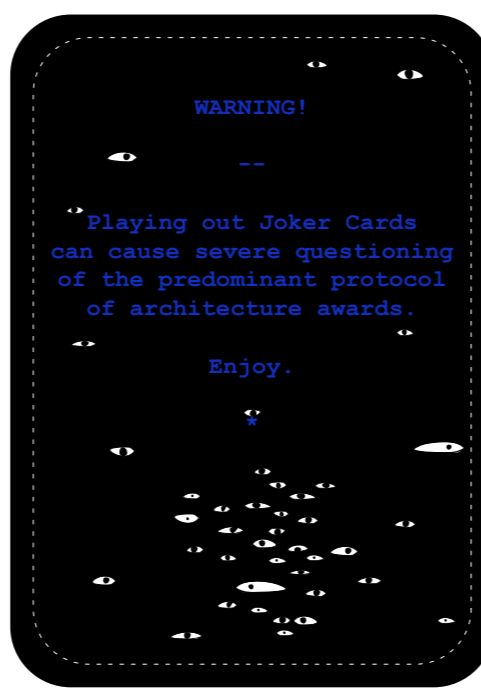 WARNING!
--
Playing out Joker Cards
can cause severe questioning
of the predominant protocol
of architecture awards.
Enjoy.
*